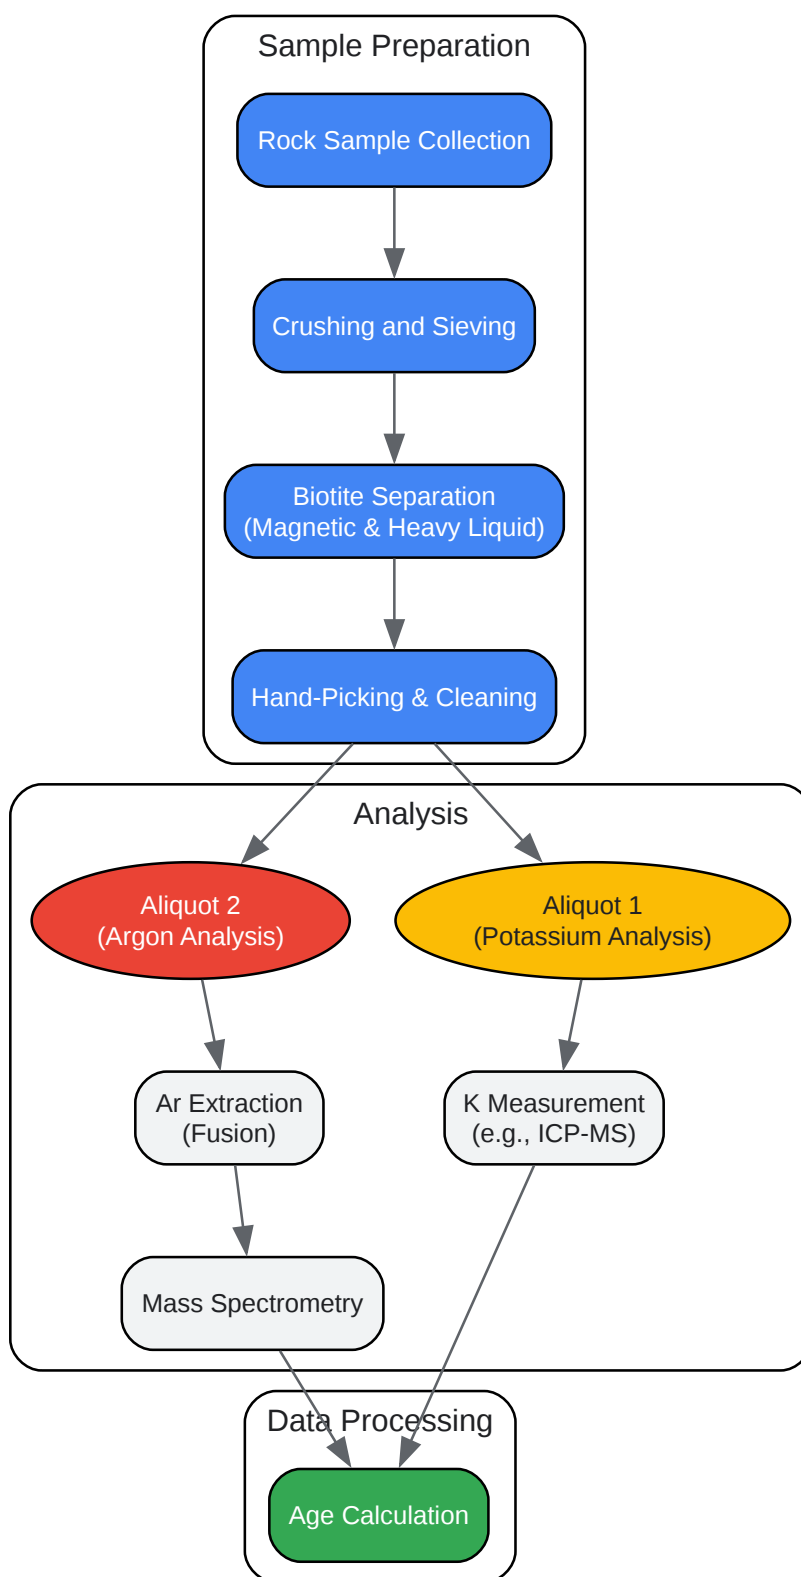 Sample Preparation
Rock Sample Collection
Crushing and Sieving
Biotite Separation
(Magnetic & Heavy Liquid)
Hand-Picking & Cleaning
Analysis
Aliquot 2
(Argon Analysis)
Aliquot 1
(Potassium Analysis)
Ar Extraction
(Fusion)
K Measurement
(e.g., ICP-MS)
Mass Spectrometry
Data Processing
Age Calculation